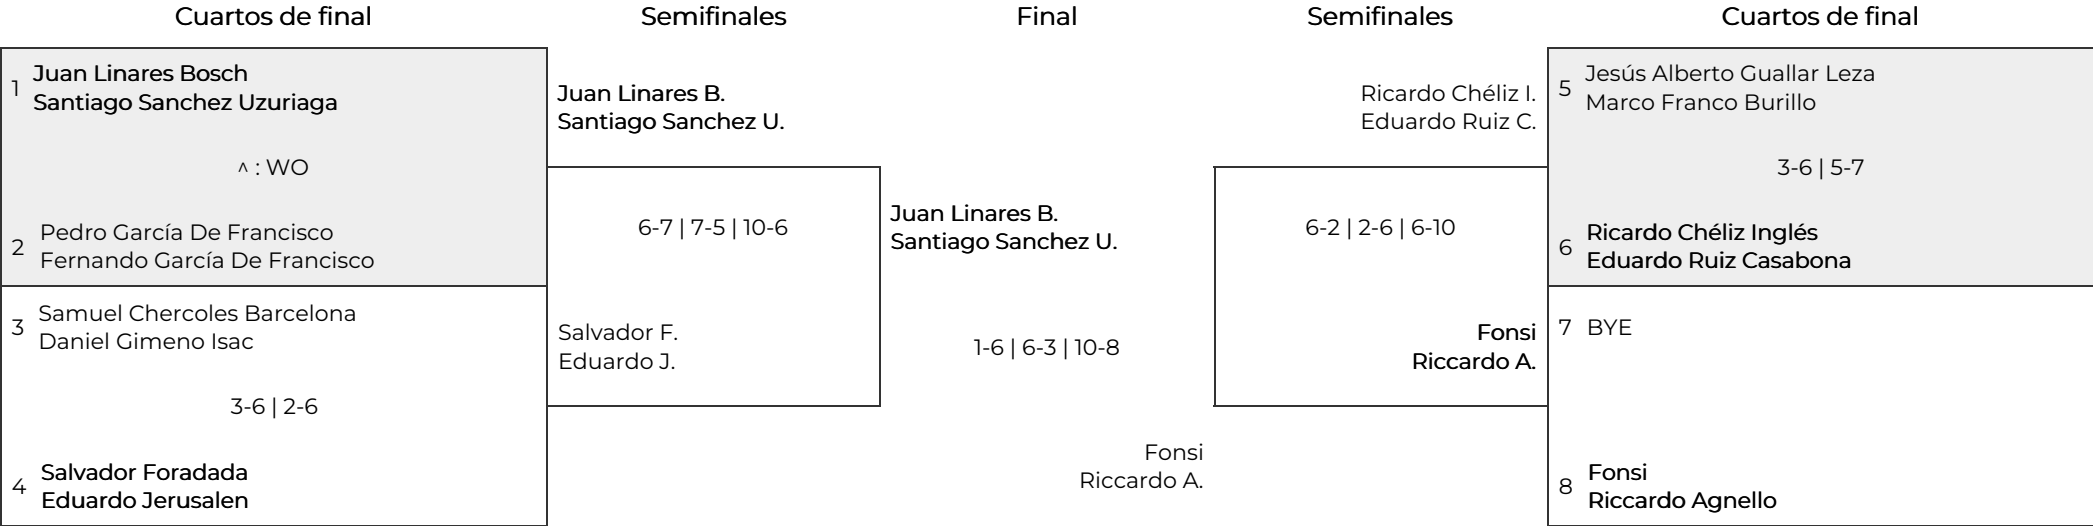 Cuartos de final
Semifinales
Final
Semifinales
Cuartos de final
1
Juan Linares Bosch
Santiago Sanchez Uzuriaga
^ : WO
2
Pedro García De Francisco
Fernando García De Francisco
3
Samuel Chercoles Barcelona
Daniel Gimeno Isac
3-6 | 2-6
4
Salvador Foradada
Eduardo Jerusalen
Juan Linares B.
Santiago Sanchez U.
6-7 | 7-5 | 10-6
Salvador F.
Eduardo J.
Juan Linares B.
Santiago Sanchez U.
1-6 | 6-3 | 10-8
Fonsi
Riccardo A.
Ricardo Chéliz I.
Eduardo Ruiz C.
6-2 | 2-6 | 6-10
Fonsi
Riccardo A.
5
Jesús Alberto Guallar Leza
Marco Franco Burillo
3-6 | 5-7
6
Ricardo Chéliz Inglés
Eduardo Ruiz Casabona
7
BYE
8
Fonsi
Riccardo Agnello